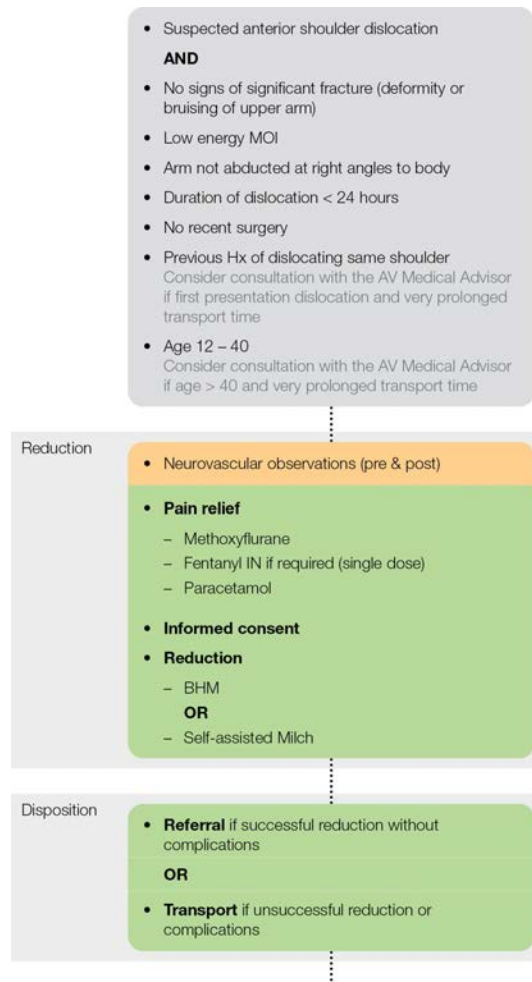 • Suspected anterior shoulder dislocation
AND
• No signs of significant fracture (deformity or
bruising of upper arm)
• Low energy MOI
• Arm not abducted at right angles to body
• Duration of dislocation < 24 hours
• No recent surgery
• Previous Hx of dislocating same shoulder
Consider consultation with the AV Medical Advisor
if first presentation dislocation and very prolonged
transport time
• Age 12 – 40
Consider consultation with the AV Medical Advisor
if age > 40 and very prolonged transport time
Reduction
• Neurovascular observations (pre & post)
• Pain relief
– Methoxyflurane
– Fentanyl IN if required (single dose)
– Paracetamol
• Informed consent
• Reduction
– BHM
OR
– Self-assisted Milch
Disposition
• Referral if successful reduction without
complications
OR
• Transport if unsuccessful reduction or
complications